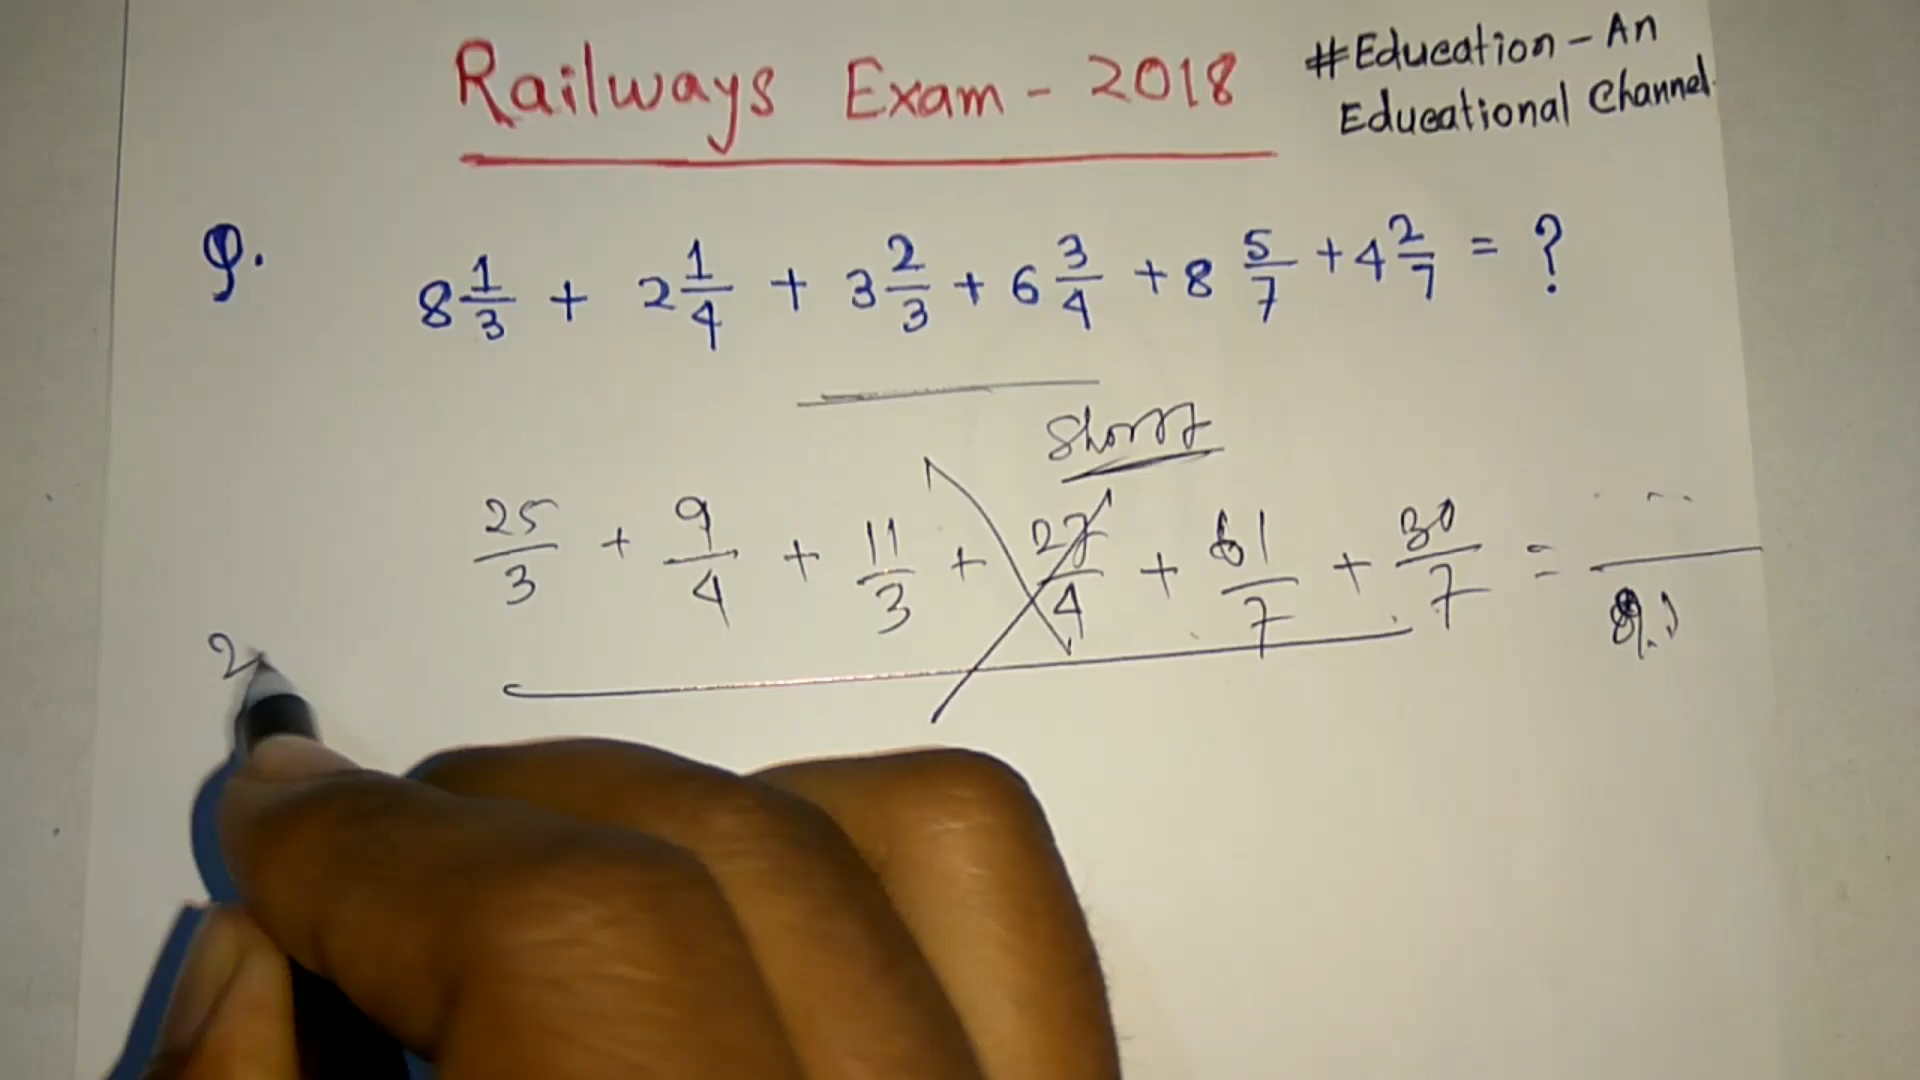 Railways Exam - 2018
#Education - An
Educational Channel
Q. 8 1/3 + 2 1/4 + 3 2/3 + 6 3/4 + 8 5/7 + 4 2/7 = ?
Short
25/3 + 9/4 + 11/3 + 27/4 + 61/7 + 30/7 =
2